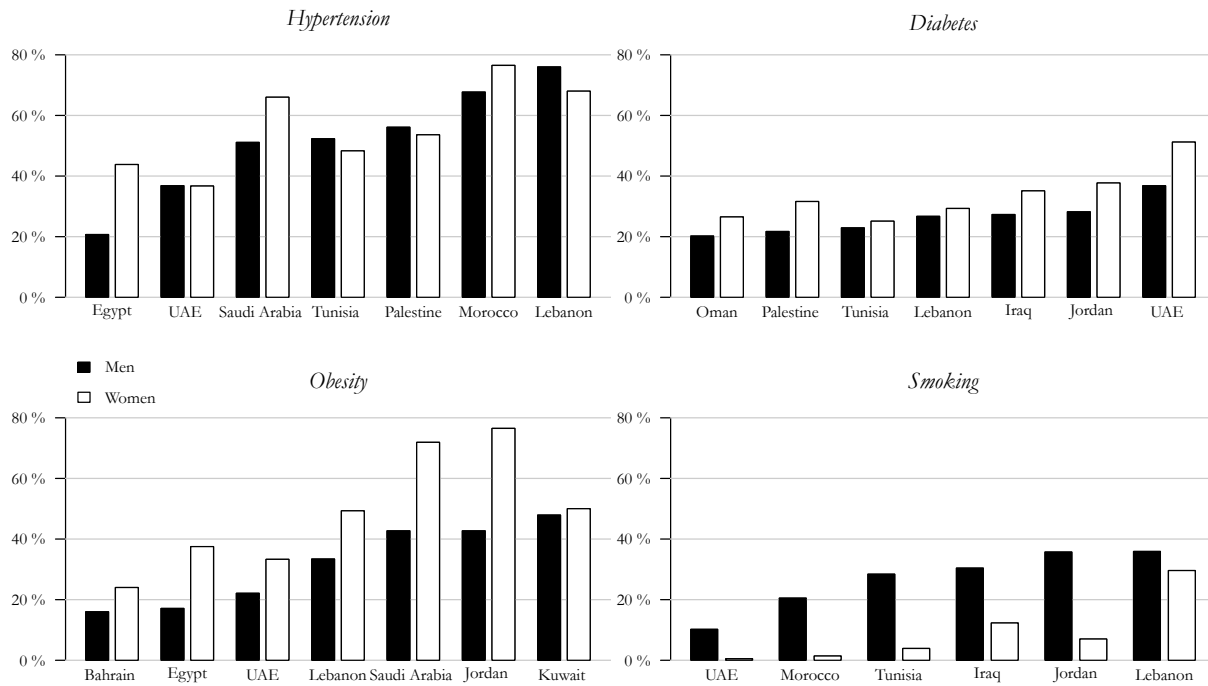 Hypertension
80 %
60 %
40 %
20 %
0 %
Egypt UAE Saudi Arabia Tunisia Palestine Morocco Lebanon
Diabetes
80 %
60 %
40 %
20 %
0 %
Oman Palestine Tunisia Lebanon Iraq Jordan UAE
Men
Women
Obesity
80 %
60 %
40 %
20 %
0 %
Bahrain Egypt UAE Lebanon Saudi Arabia Jordan Kuwait
Smoking
80 %
60 %
40 %
20 %
0 %
UAE Morocco Tunisia Iraq Jordan Lebanon